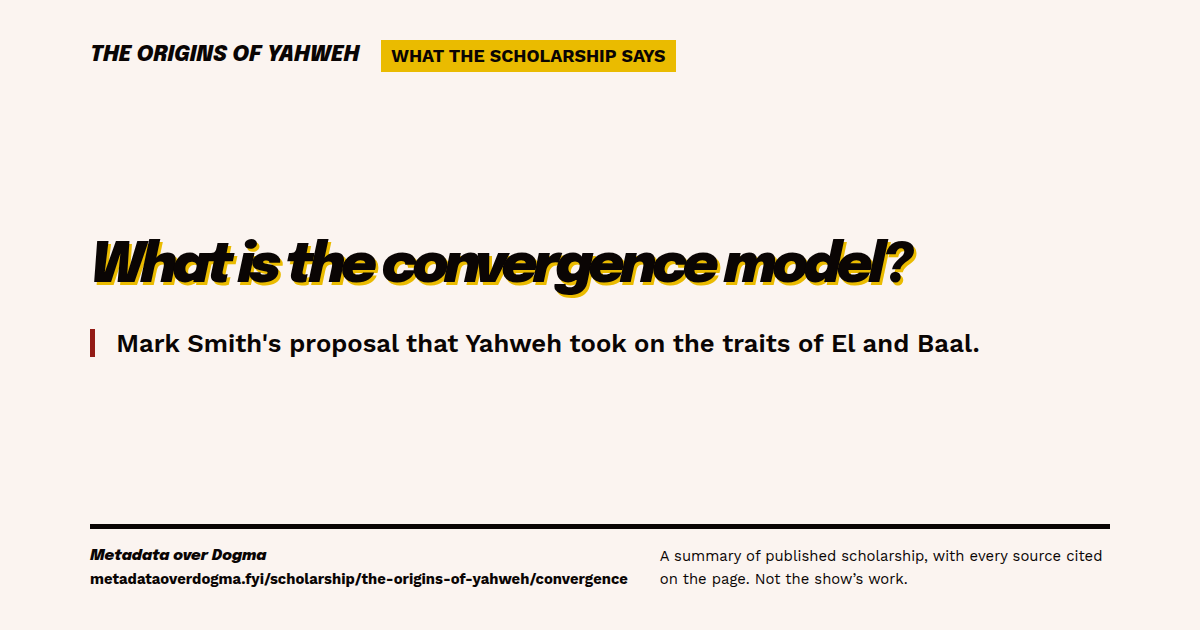 THE ORIGINS OF YAHWEH
WHAT THE SCHOLARSHIP SAYS
What is the convergence model?
Mark Smith's proposal that Yahweh took on the traits of El and Baal.
Metadata over Dogma
metadataoverdogma.fyi/scholarship/the-origins-of-yahweh/convergence
A summary of published scholarship, with every source cited
on the page. Not the show’s work.